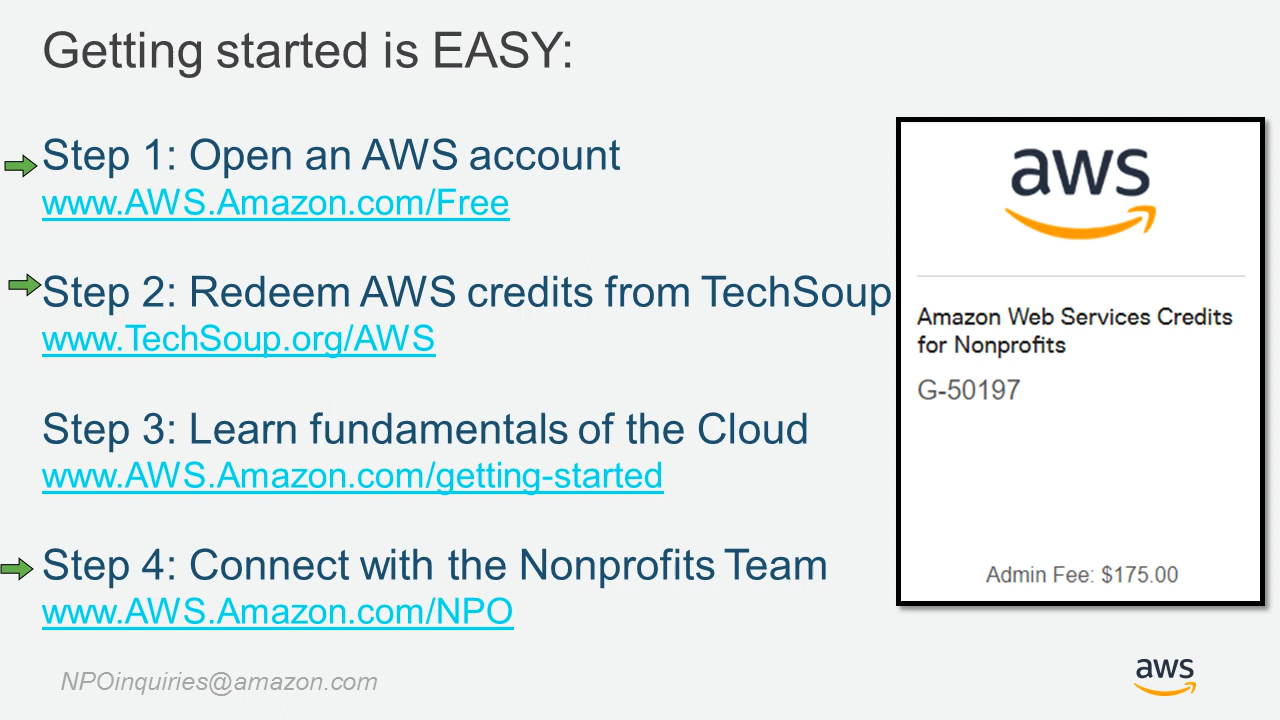 Getting started is EASY:
Step 1: Open an AWS account
www.AWS.Amazon.com/Free
Step 2: Redeem AWS credits from TechSoup
www.TechSoup.org/AWS
Step 3: Learn fundamentals of the Cloud
www.AWS.Amazon.com/getting-started
Step 4: Connect with the Nonprofits Team
www.AWS.Amazon.com/NPO
NPOinquiries@amazon.com
aws
Amazon Web Services Credits
for Nonprofits
G-50197
Admin Fee: $175.00
aws